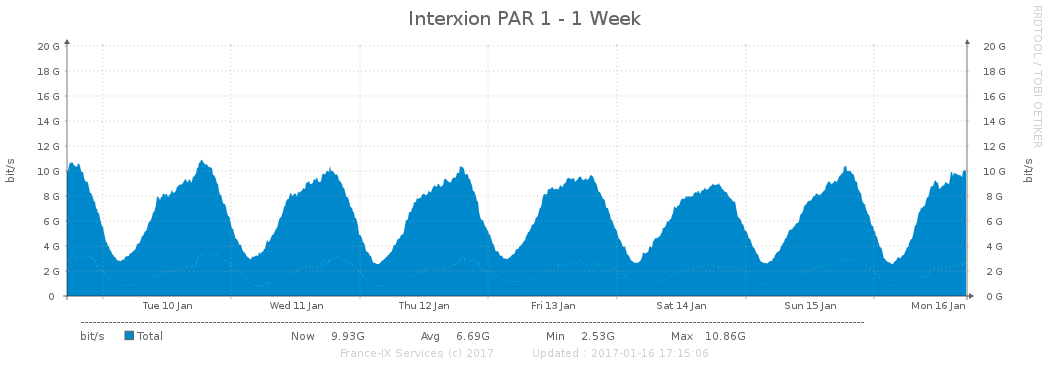 Interxion PAR 1 - 1 Week
RRDTOOL / TOBI OETIKER
20 G 20 G
18 G 18 G
16 G 16 G
14 G 14 G
12 G 12 G
bit/s 10 G 10 G bit/s
8 G 8 G
6 G 6 G
4 G 4 G
2 G 2 G
0 0 G
Tue 10 Jan Wed 11 Jan Thu 12 Jan Fri 13 Jan Sat 14 Jan Sun 15 Jan Mon 16 Jan
bit/s Total Now 9.93G Avg 6.69G Min 2.53G Max 10.86G
France-IX Services (c) 2017 Updated : 2017-01-16 17:15:06